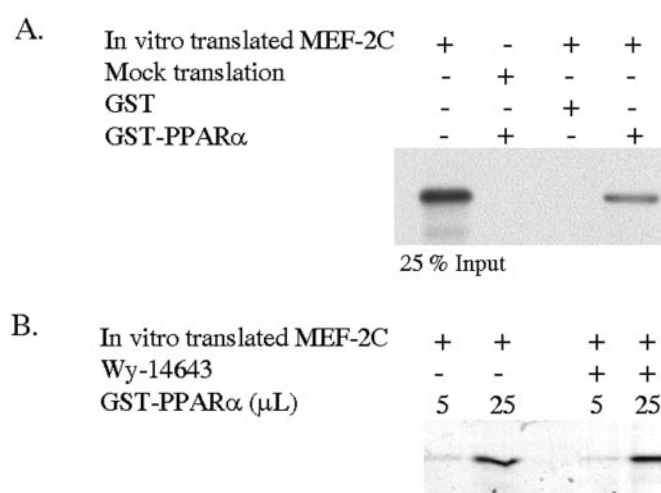 A.
In vitro translated MEF-2C + - + +
Mock translation - + - -
GST - - + -
GST-PPARα - + - +
25 % Input
B.
In vitro translated MEF-2C + + + +
Wy-14643 - - + +
GST-PPARα (μL) 5 25 5 25